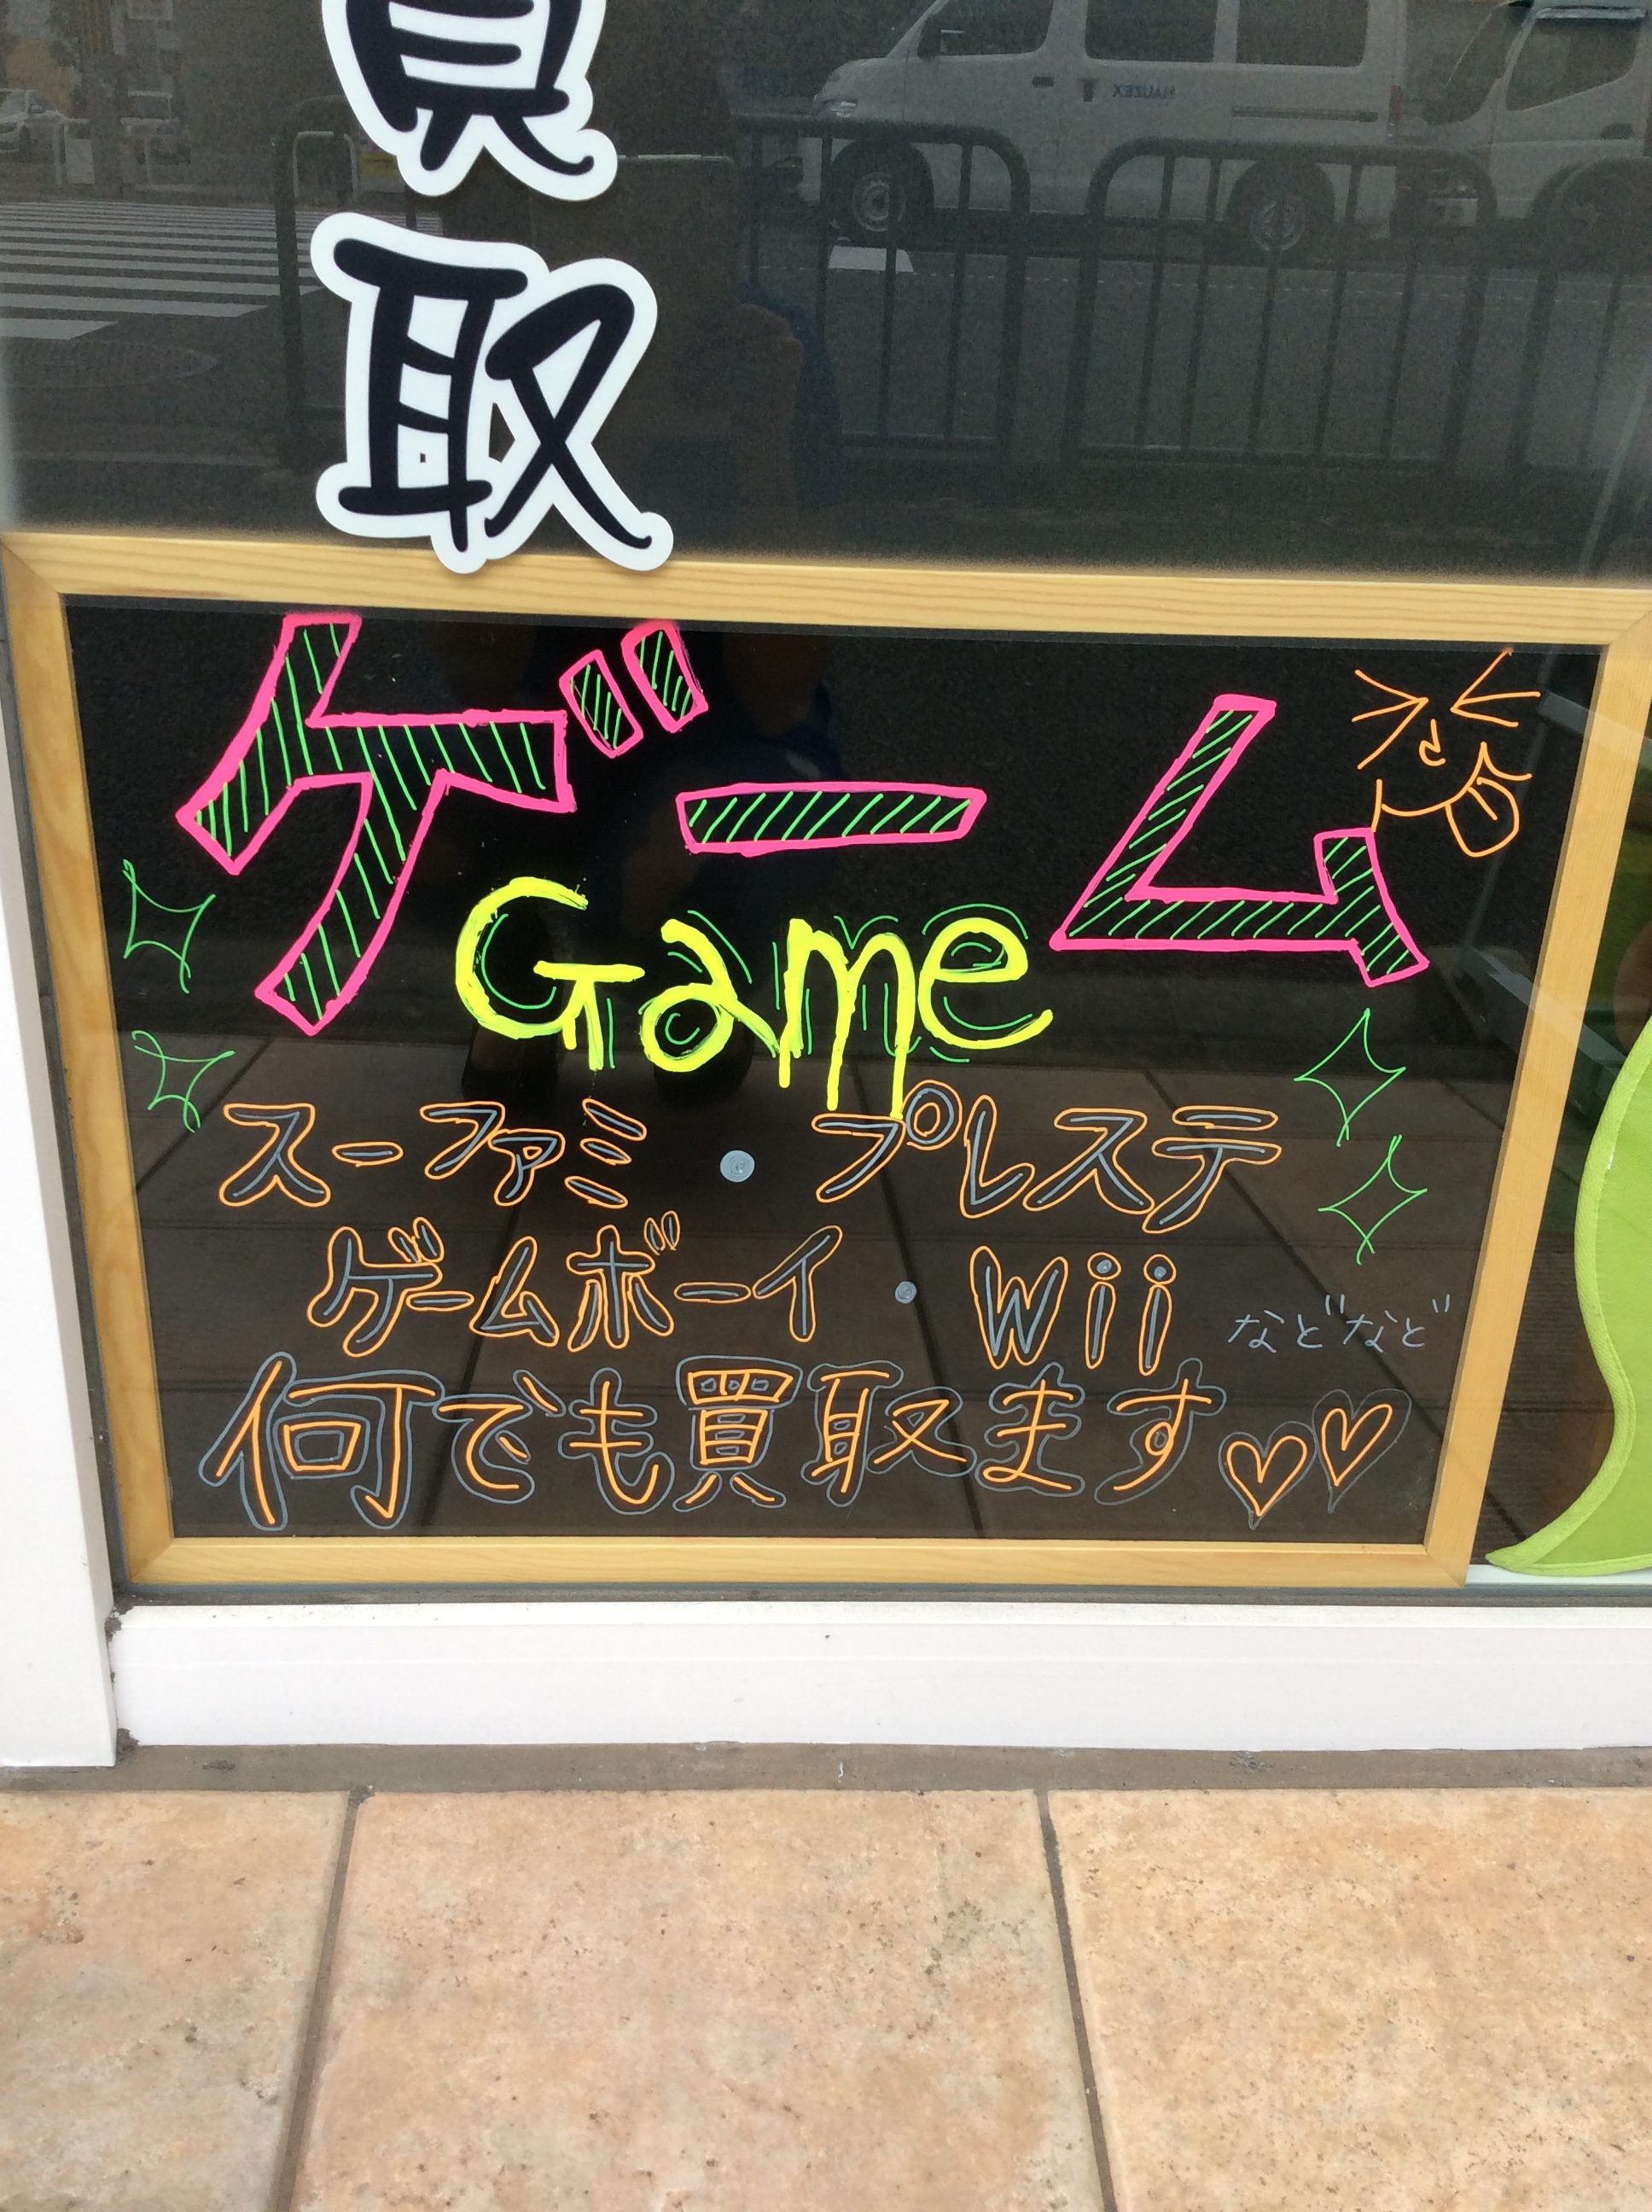 買取
ゲーム
Game
スーファミ・プレステ
ゲームボーイ・Wii などなど
何でも買取ます♡♡